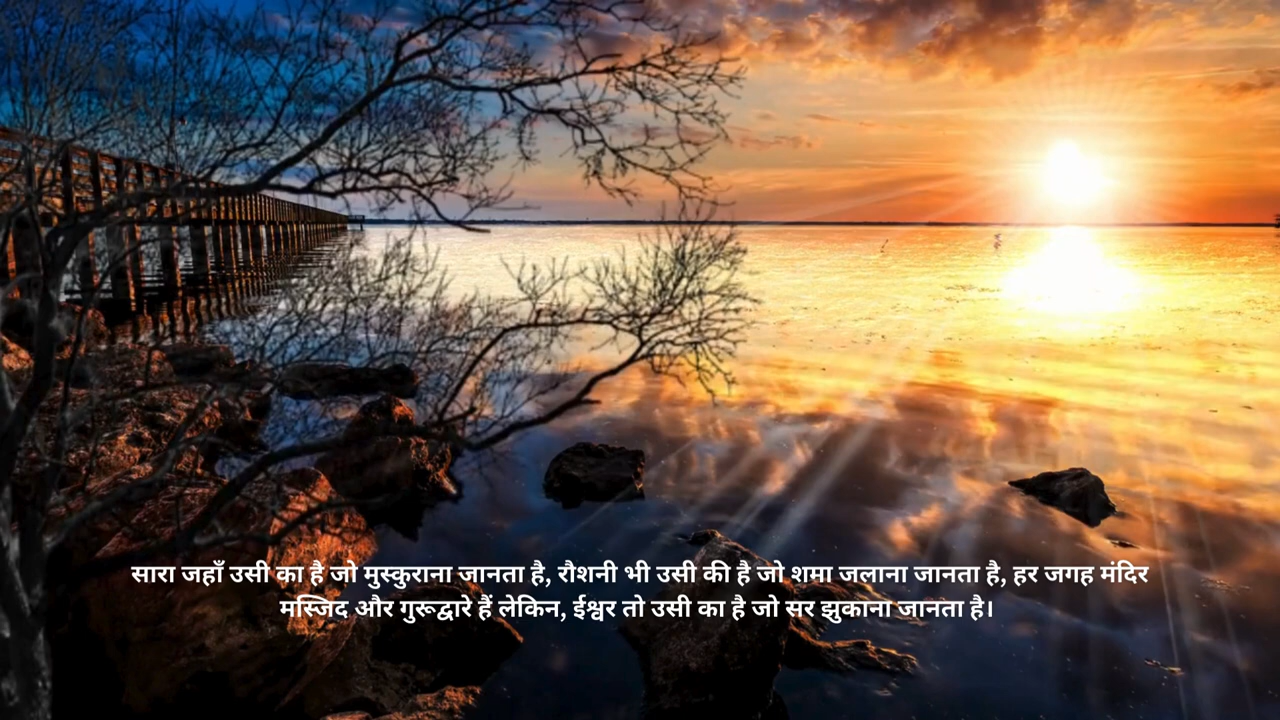 सारा जहाँ उसी का है जो मुस्कुराना जानता है, रौशनी भी उसी की है जो शमा जलाना जानता है, हर जगह मंदिर
मस्जिद और गुरूद्वारे हैं लेकिन, ईश्वर तो उसी का है जो सर झुकाना जानता है।